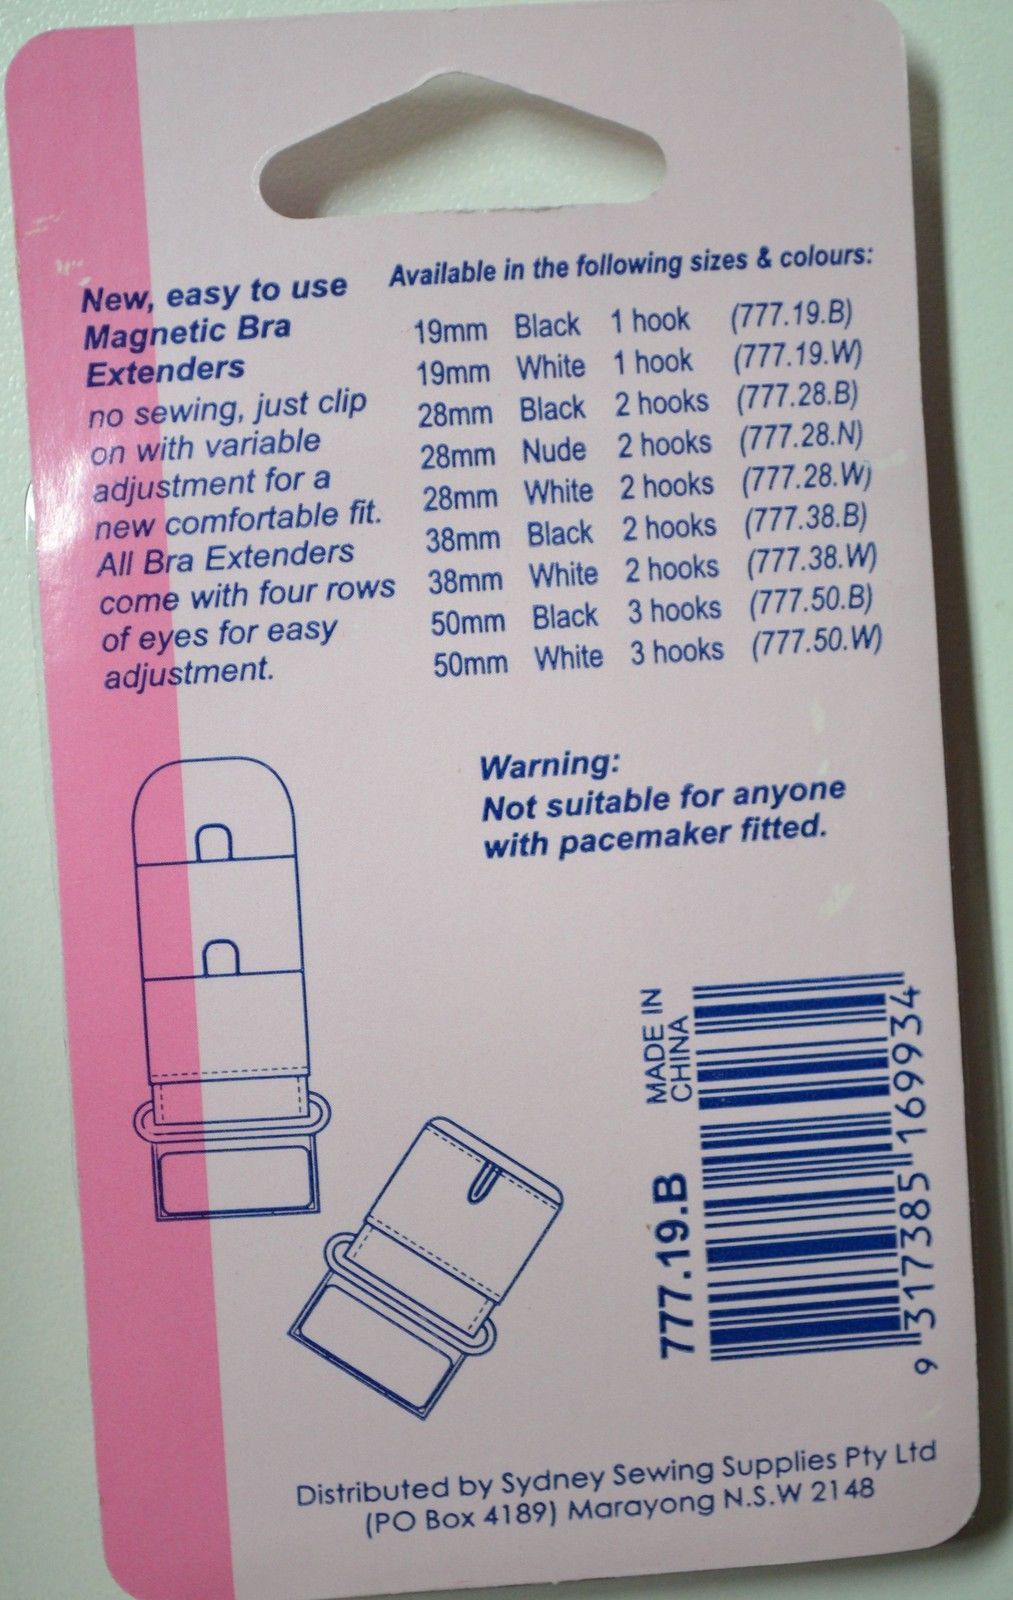 New, easy to use
Magnetic Bra
Extenders
no sewing, just clip
on with variable
adjustment for a
new comfortable fit.
All Bra Extenders
come with four rows
of eyes for easy
adjustment.
Available in the following sizes & colours:
19mm Black 1 hook (777.19.B)
19mm White 1 hook (777.19.W)
28mm Black 2 hooks (777.28.B)
28mm Nude 2 hooks (777.28.N)
28mm White 2 hooks (777.28.W)
38mm Black 2 hooks (777.38.B)
38mm White 2 hooks (777.38.W)
50mm Black 3 hooks (777.50.B)
50mm White 3 hooks (777.50.W)
Warning:
Not suitable for anyone
with pacemaker fitted.
MADE IN
CHINA
777.19.B
9 317385 169934
Distributed by Sydney Sewing Supplies Pty Ltd
(PO Box 4189) Marayong N.S.W 2148